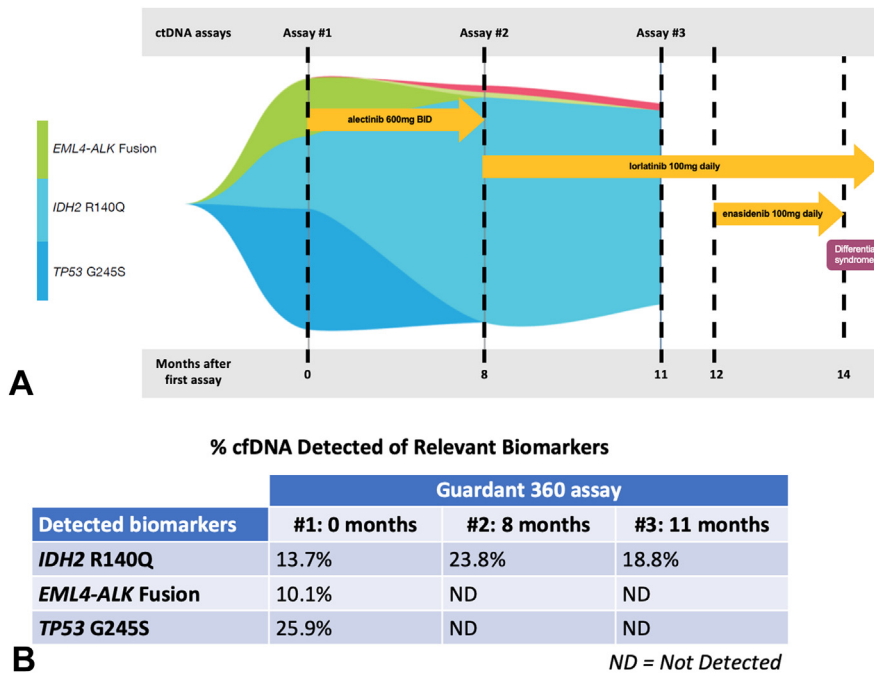 ctDNA assays Assay #1 Assay #2 Assay #3
EML4-ALK Fusion
IDH2 R140Q
TP53 G245S
alectinib 600mg BID
lorlatinib 100mg daily
enasidenib 100mg daily
Differentia
syndrome
Months after
first assay
0 8 11 12 14
A
% cfDNA Detected of Relevant Biomarkers
Guardant 360 assay
Detected biomarkers #1: 0 months #2: 8 months #3: 11 months
IDH2 R140Q 13.7% 23.8% 18.8%
EML4-ALK Fusion 10.1% ND ND
TP53 G245S 25.9% ND ND
B
ND = Not Detected